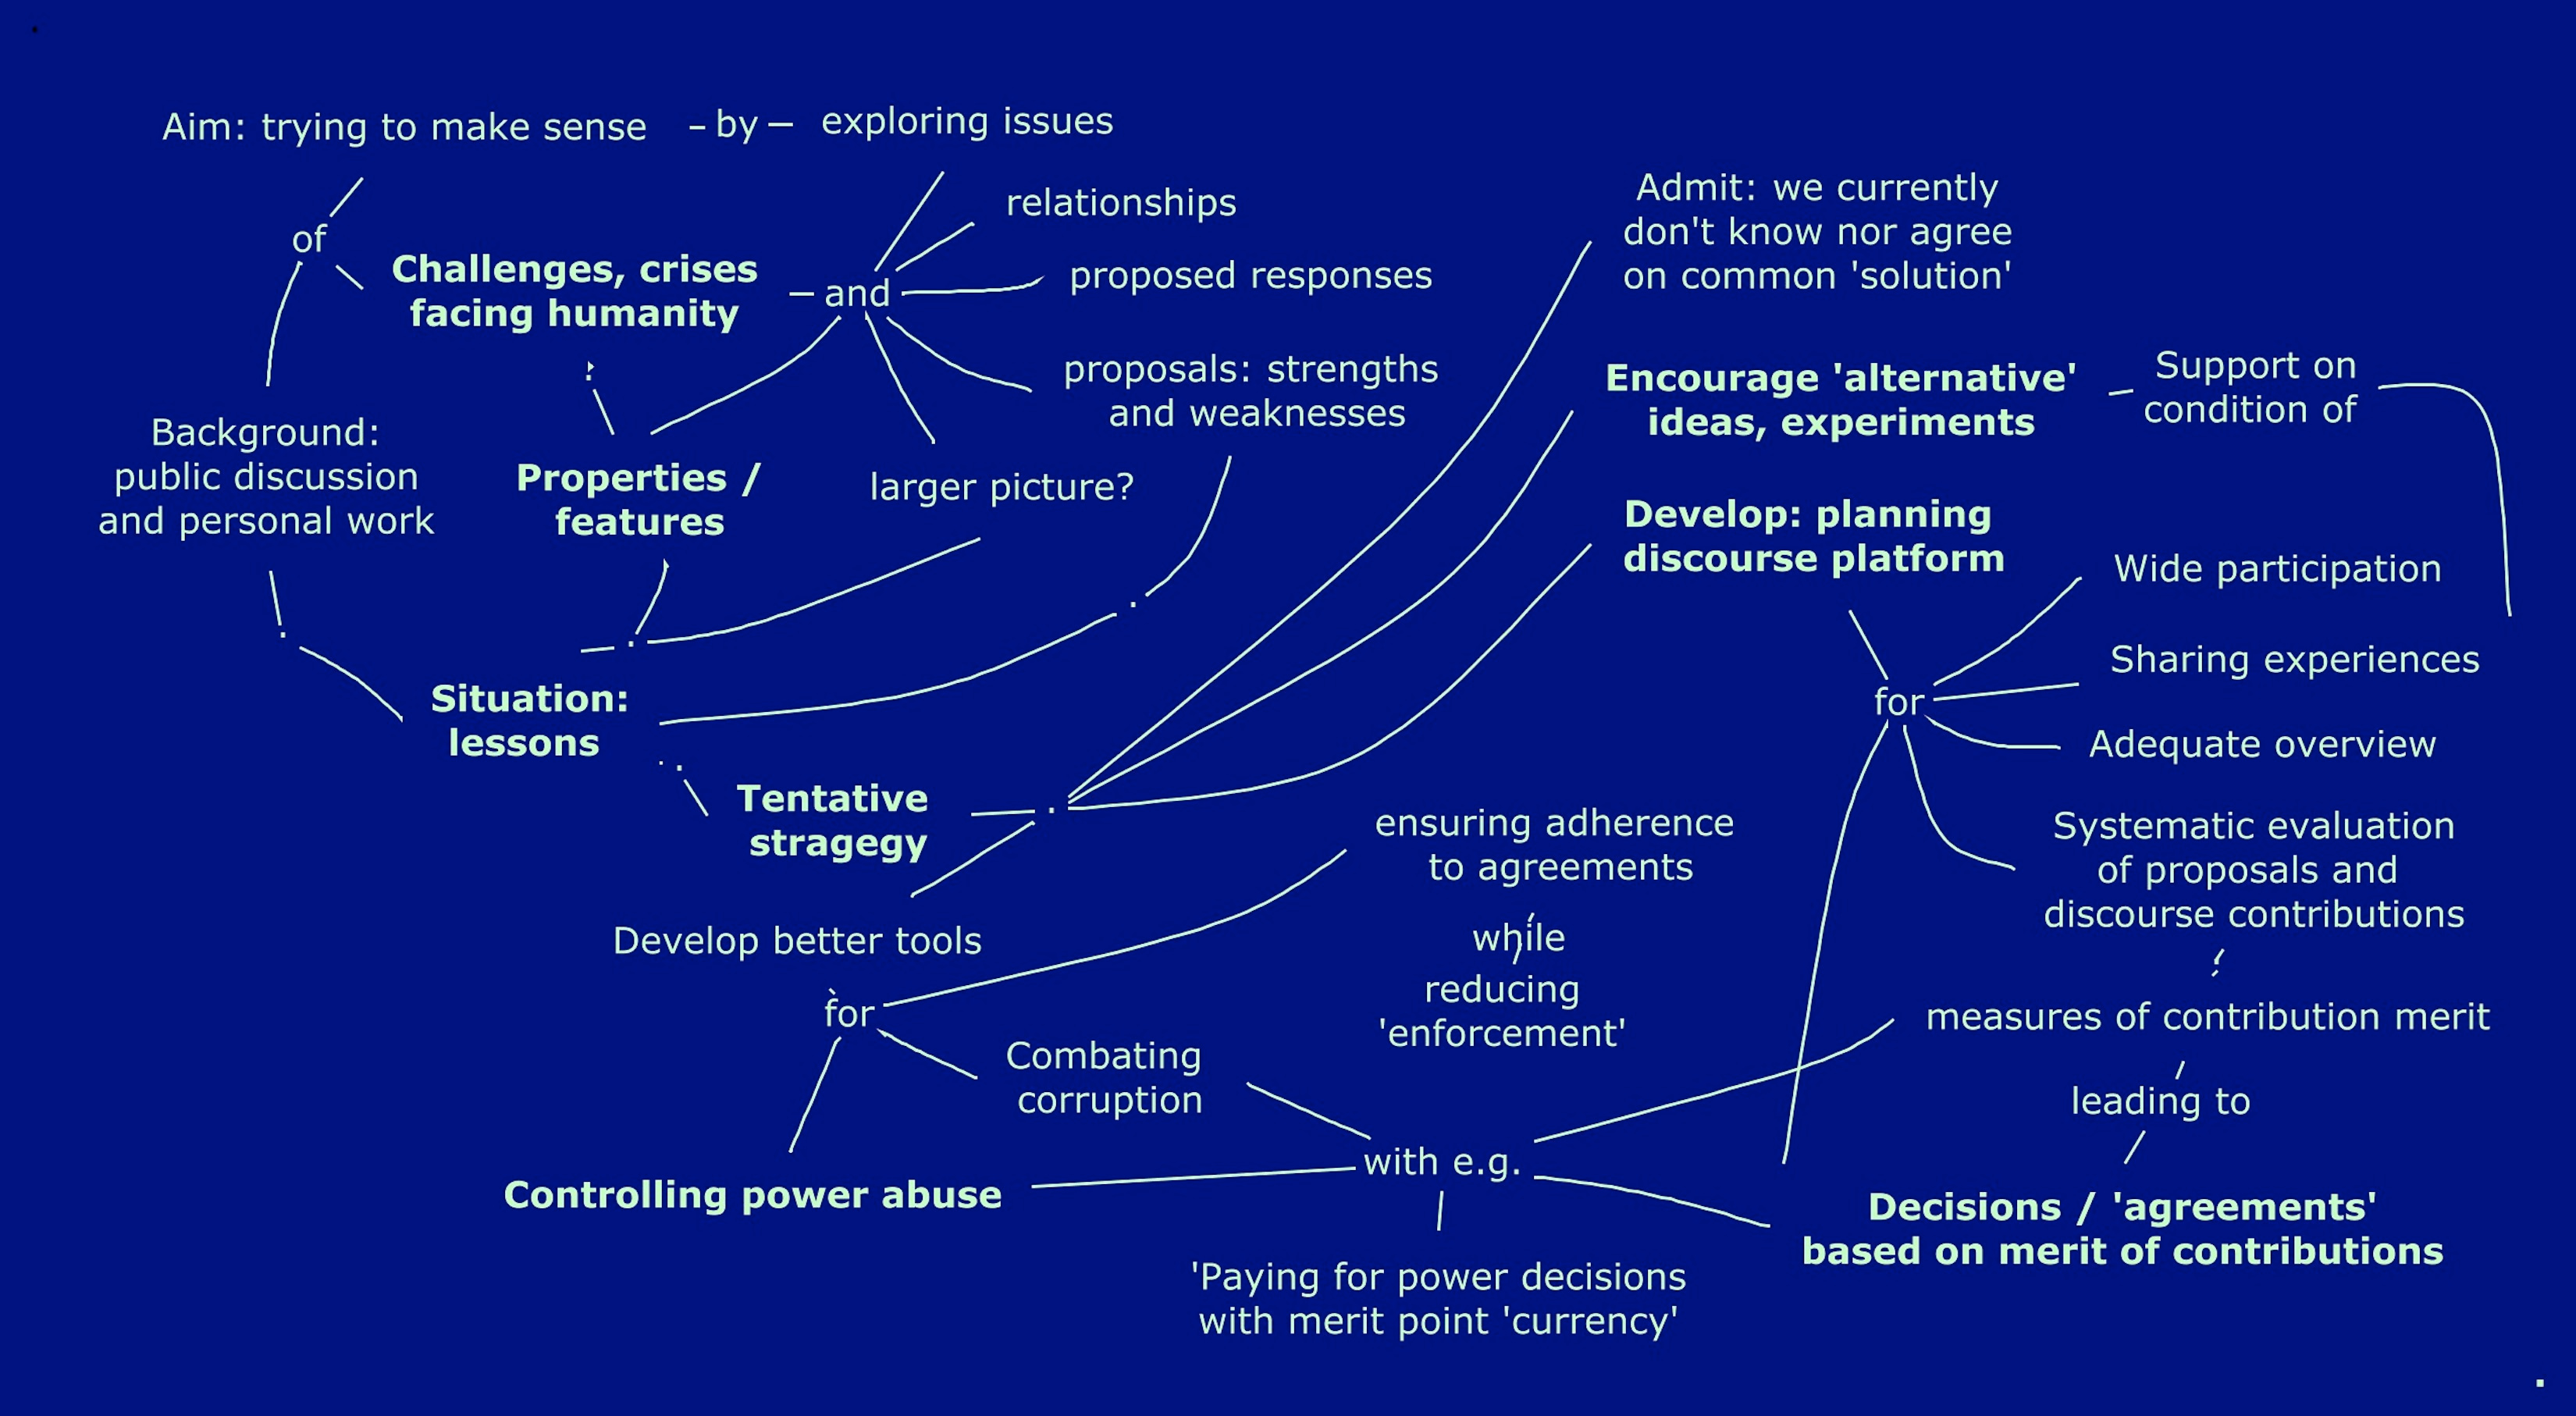 Aim: trying to make sense – by – exploring issues
of
Challenges, crises
facing humanity
– and
relationships
proposed responses
proposals: strengths
and weaknesses
larger picture?
Properties /
features
Background:
public discussion
and personal work
Situation:
lessons
Tentative
stragegy
Admit: we currently
don't know nor agree
on common 'solution'
Encourage 'alternative'
ideas, experiments
Support on
condition of
Develop: planning
discourse platform
for
Wide participation
Sharing experiences
Adequate overview
Systematic evaluation
of proposals and
discourse contributions
measures of contribution merit
leading to
Decisions / 'agreements'
based on merit of contributions
Develop better tools
for
ensuring adherence
to agreements
while
reducing
'enforcement'
Combating
corruption
Controlling power abuse
with e.g.
'Paying for power decisions
with merit point 'currency'